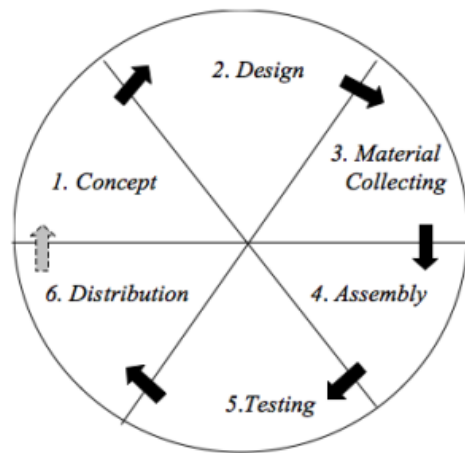 1. Concept
2. Design
3. Material
Collecting
4. Assembly
5.Testing
6. Distribution